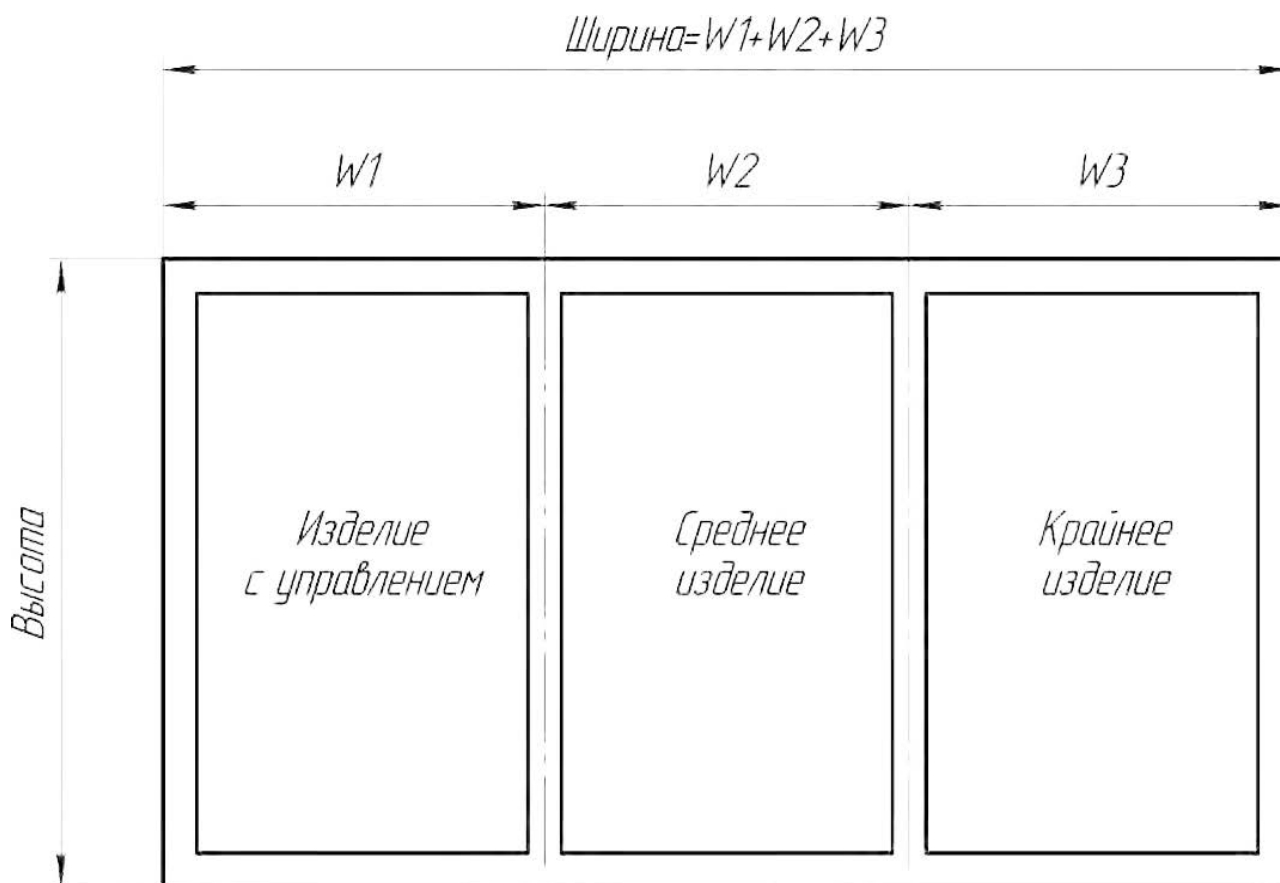 Ширина=W1+W2+W3
W1
W2
W3
Высота
Изделие
с управлением
Среднее
изделие
Крайнее
изделие